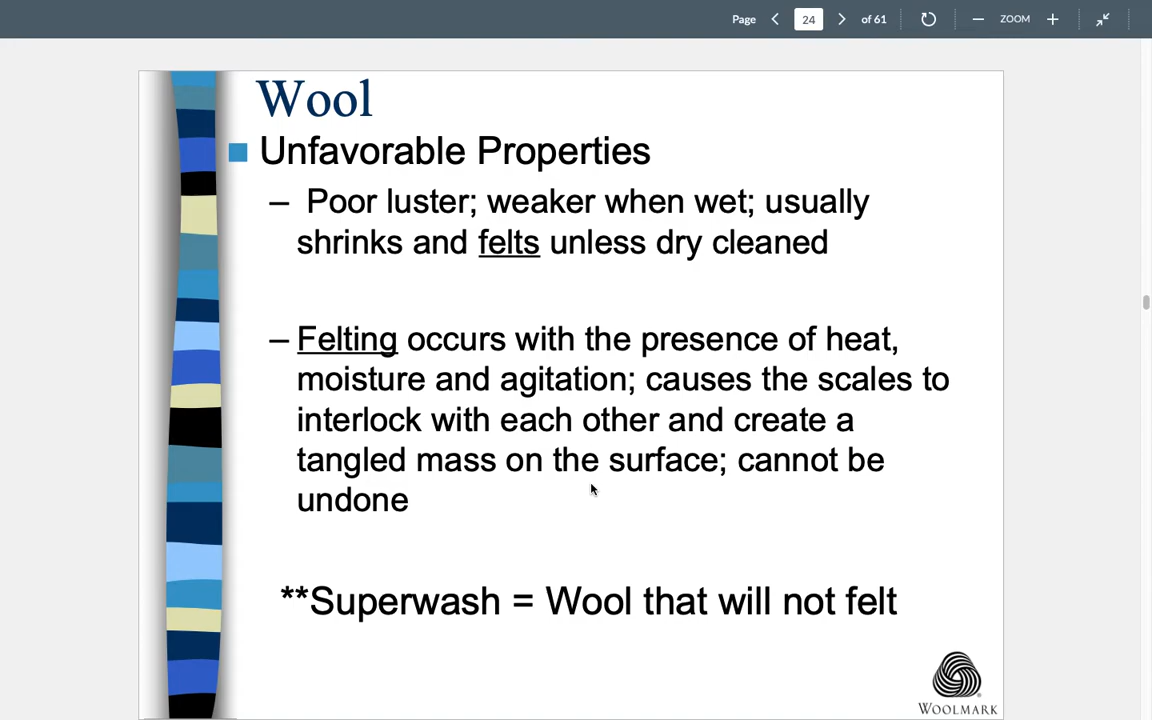 Page 24 of 61 ZOOM
Wool
Unfavorable Properties
– Poor luster; weaker when wet; usually
shrinks and felts unless dry cleaned
– Felting occurs with the presence of heat,
moisture and agitation; causes the scales to
interlock with each other and create a
tangled mass on the surface; cannot be
undone
**Superwash = Wool that will not felt
WOOLMARK